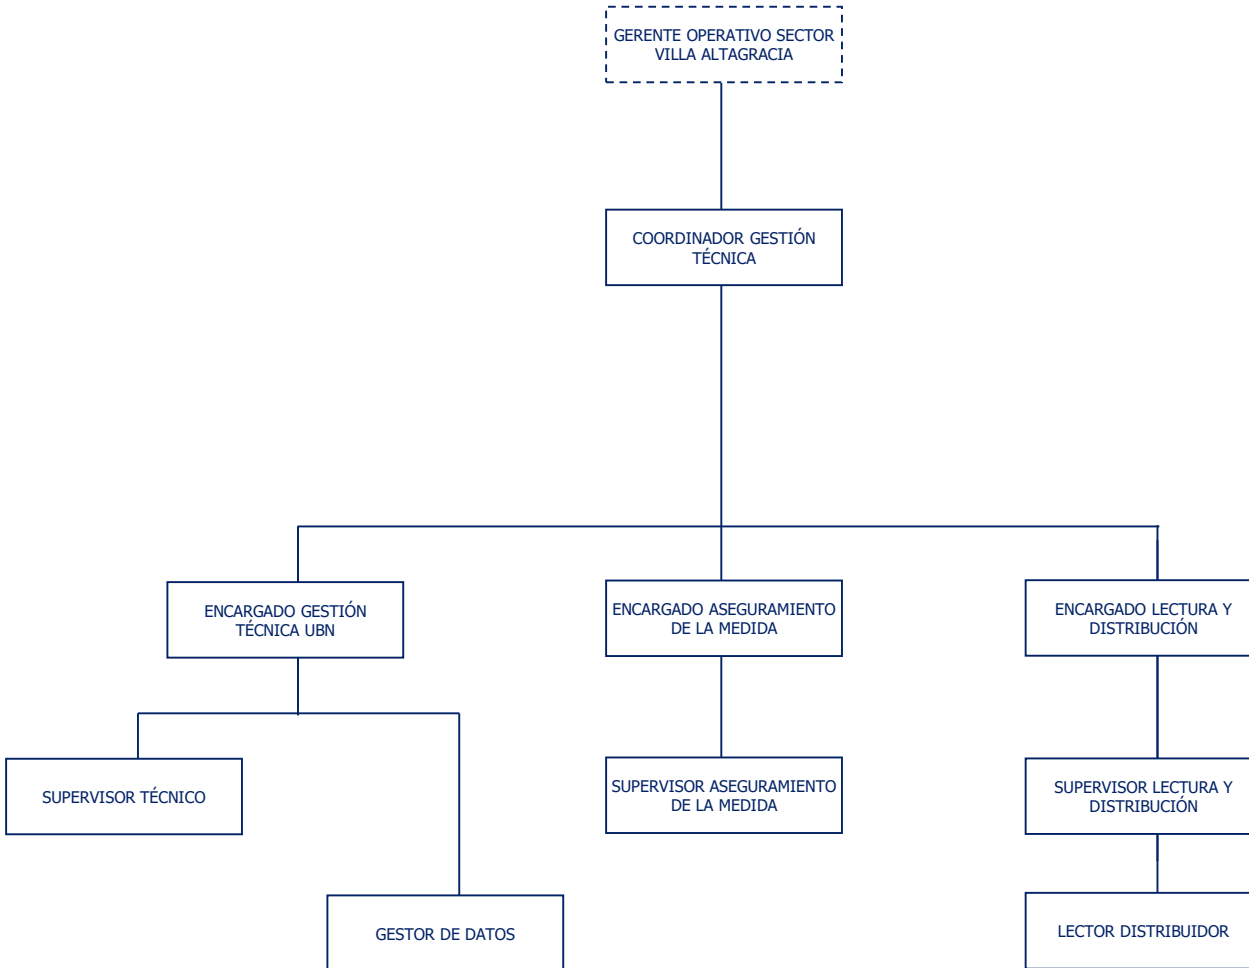 GERENTE OPERATIVO SECTOR
VILLA ALTAGRACIA
COORDINADOR GESTIÓN
TÉCNICA
ENCARGADO GESTIÓN
TÉCNICA UBN
ENCARGADO ASEGURAMIENTO
DE LA MEDIDA
ENCARGADO LECTURA Y
DISTRIBUCIÓN
SUPERVISOR TÉCNICO
SUPERVISOR ASEGURAMIENTO
DE LA MEDIDA
SUPERVISOR LECTURA Y
DISTRIBUCIÓN
GESTOR DE DATOS
LECTOR DISTRIBUIDOR